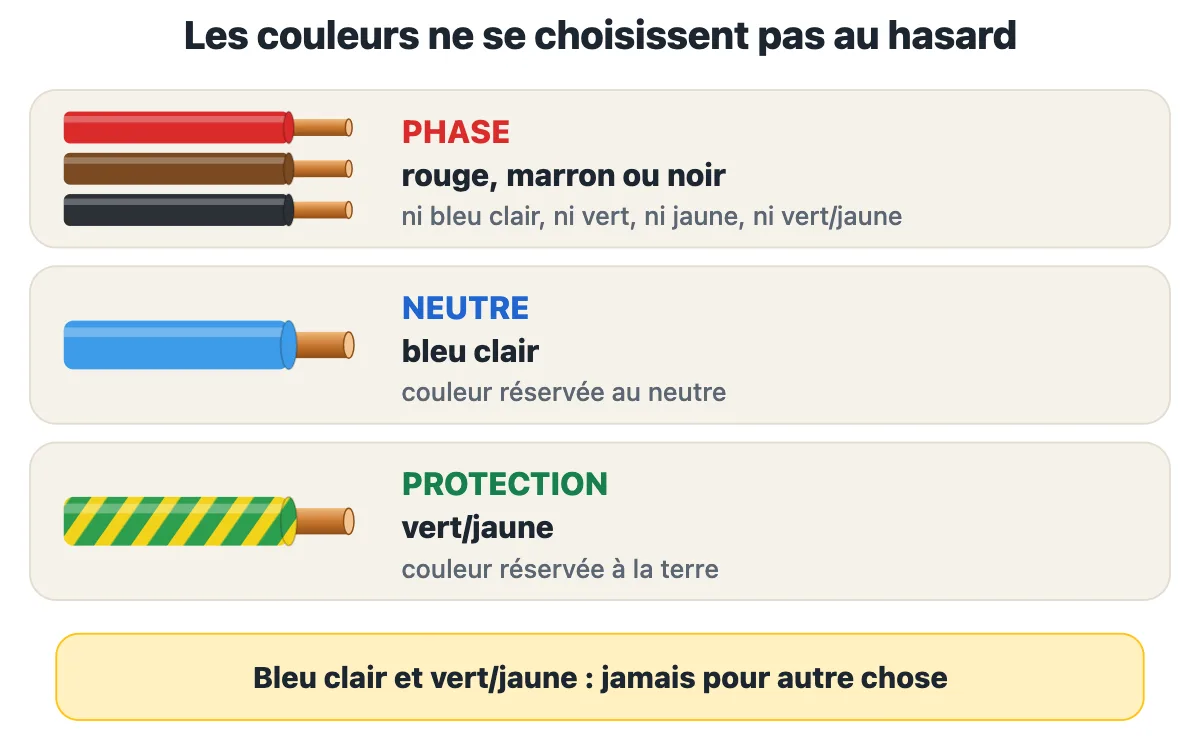 Les couleurs ne se choisissent pas au hasard
PHASE
rouge, marron ou noir
ni bleu clair, ni vert, ni jaune, ni vert/jaune
NEUTRE
bleu clair
couleur réservée au neutre
PROTECTION
vert/jaune
couleur réservée à la terre
Bleu clair et vert/jaune : jamais pour autre chose